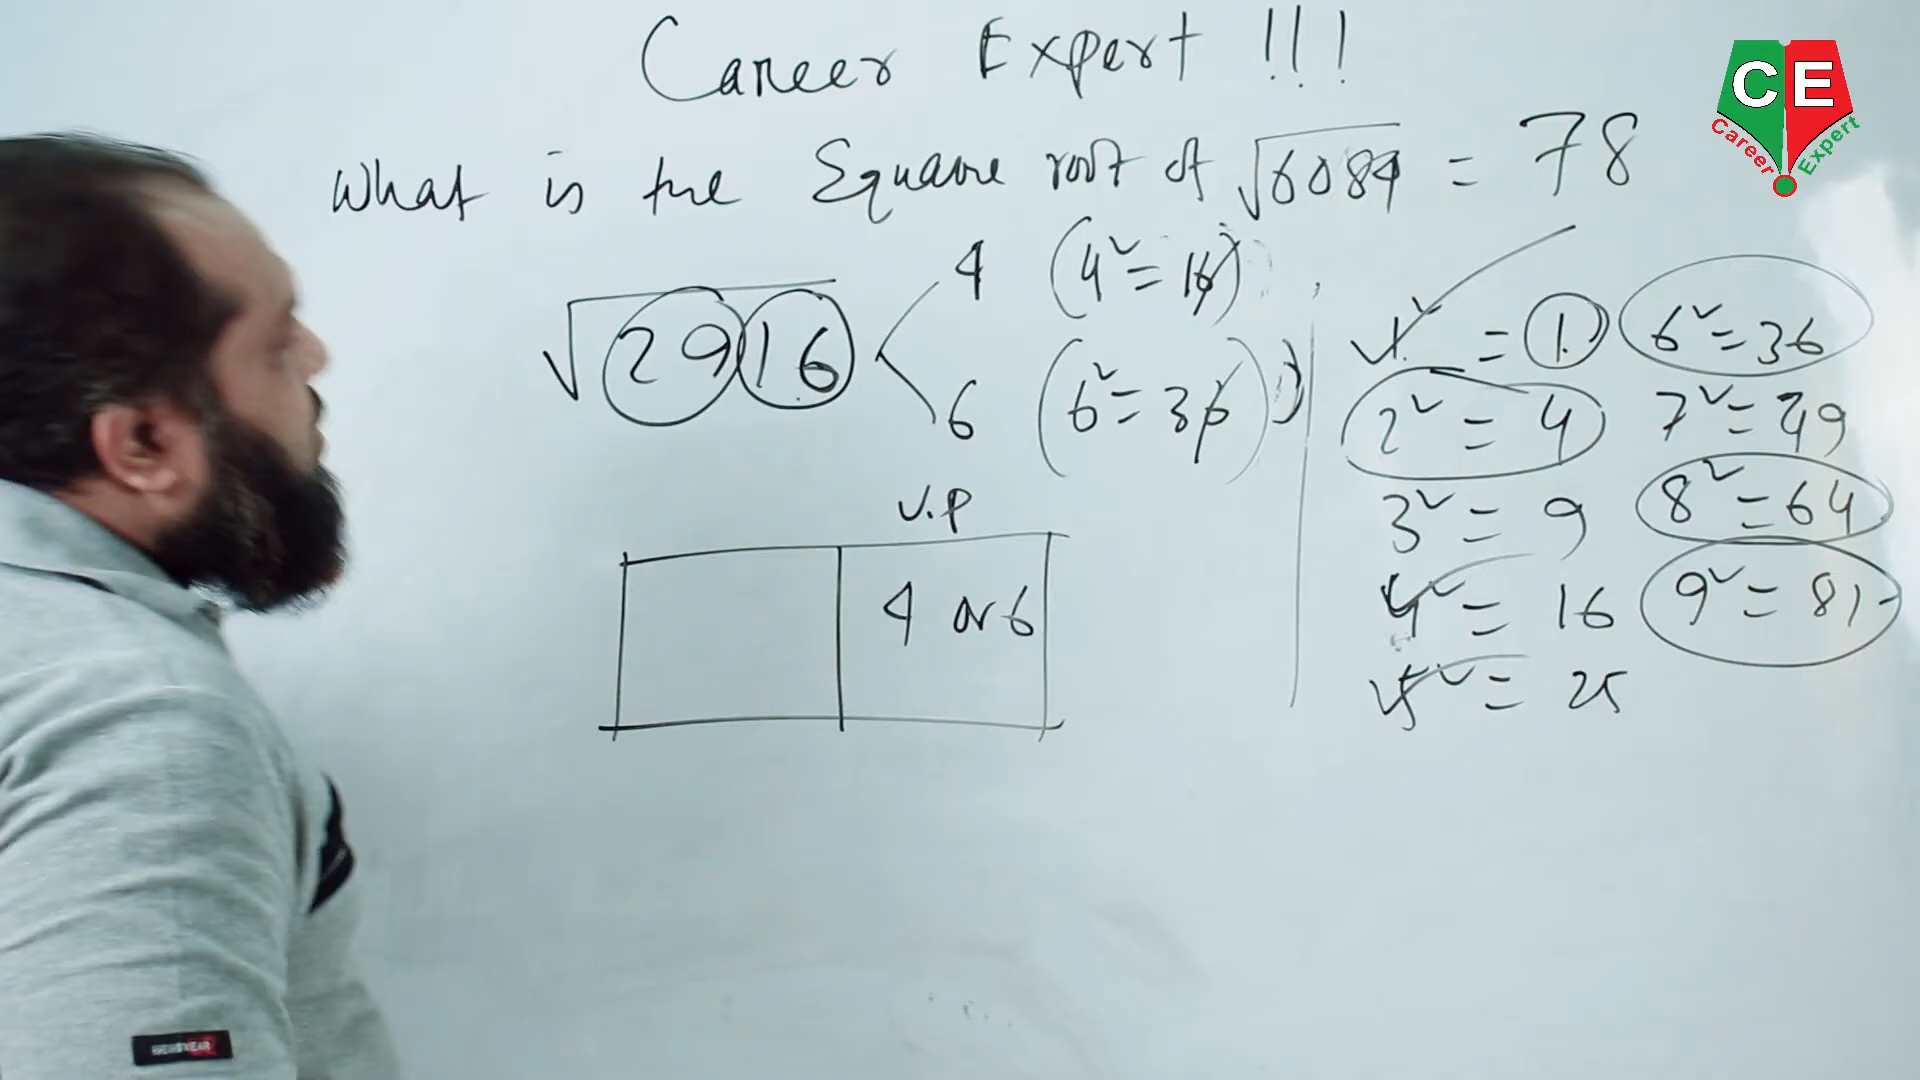 Career Expert !!!
What is the Square root of √6084 = 78
√2916
4 (4² = 16)
6 (6² = 36)
U.P
4 or 6
1² = 1
2² = 4
3² = 9
4² = 16
5² = 25
6² = 36
7² = 49
8² = 64
9² = 81
CE
Career Expert